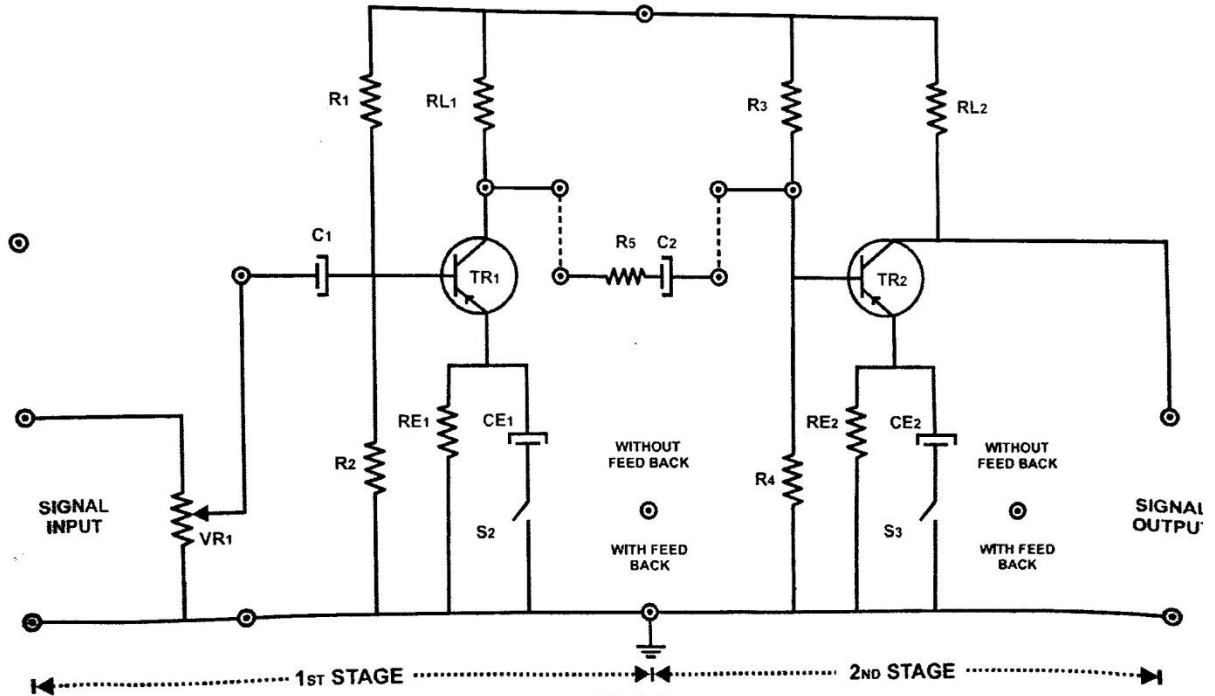 R1
RL1
R3
RL2
C1
R5
C2
TR1
TR2
RE1
CE1
RE2
CE2
WITHOUT
FEED BACK
WITHOUT
FEED BACK
R2
R4
SIGNAL
INPUT
VR1
S2
WITH FEED
BACK
S3
WITH FEED
BACK
SIGNAL
OUTPUT
1ST STAGE
2ND STAGE